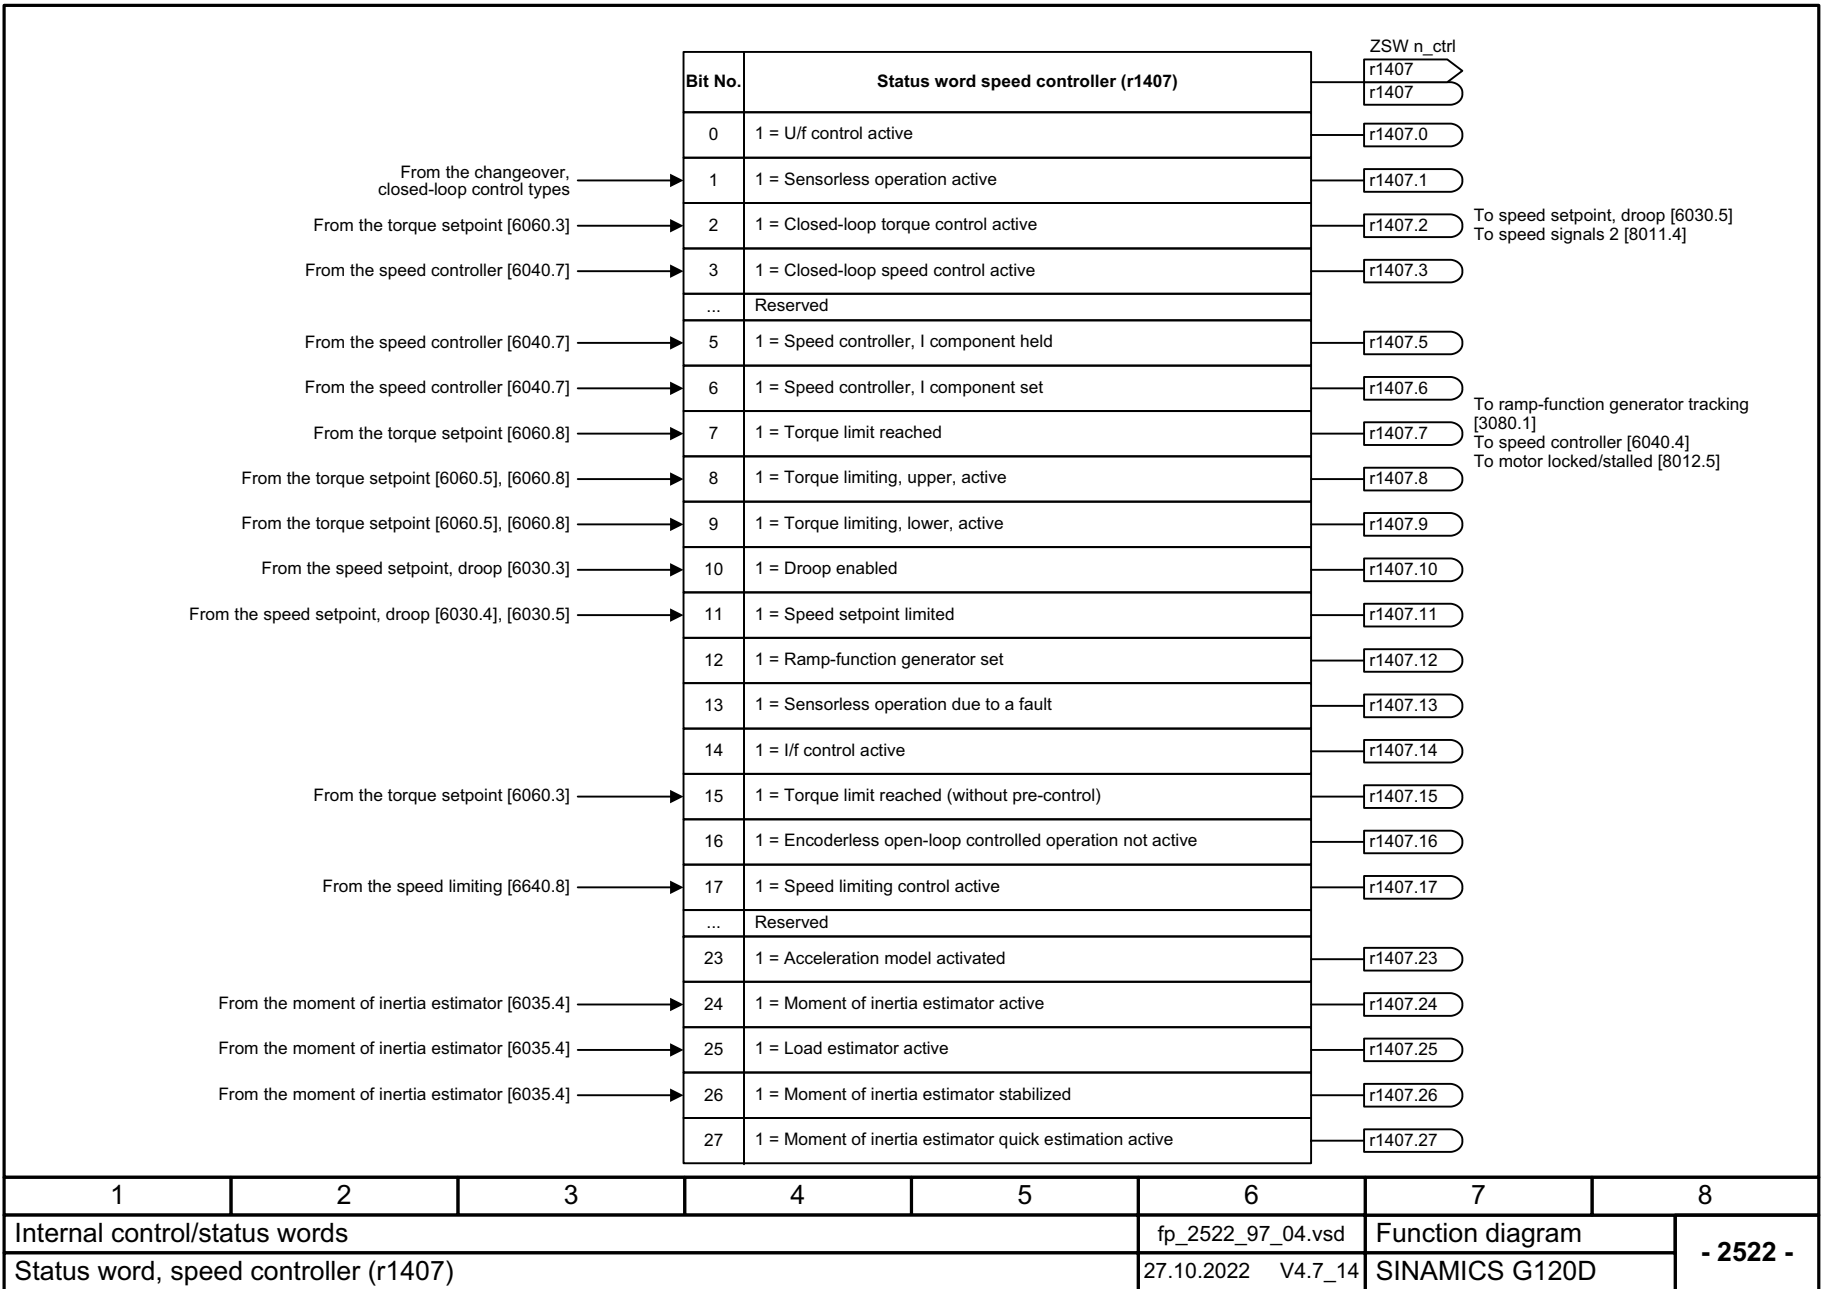 ZSW n_ctrl
Bit No. Status word speed controller (r1407) r1407
r1407
0 1 = U/f control active r1407.0
From the changeover,
closed-loop control types 1 1 = Sensorless operation active r1407.1
From the torque setpoint [6060.3] 2 1 = Closed-loop torque control active r1407.2 To speed setpoint, droop [6030.5]
To speed signals 2 [8011.4]
From the speed controller [6040.7] 3 1 = Closed-loop speed control active r1407.3
... Reserved
From the speed controller [6040.7] 5 1 = Speed controller, I component held r1407.5
From the speed controller [6040.7] 6 1 = Speed controller, I component set r1407.6
To ramp-function generator tracking
[3080.1]
From the torque setpoint [6060.8] 7 1 = Torque limit reached r1407.7 To speed controller [6040.4]
To motor locked/stalled [8012.5]
From the torque setpoint [6060.5], [6060.8] 8 1 = Torque limiting, upper, active r1407.8
From the torque setpoint [6060.5], [6060.8] 9 1 = Torque limiting, lower, active r1407.9
From the speed setpoint, droop [6030.3] 10 1 = Droop enabled r1407.10
From the speed setpoint, droop [6030.4], [6030.5] 11 1 = Speed setpoint limited r1407.11
12 1 = Ramp-function generator set r1407.12
13 1 = Sensorless operation due to a fault r1407.13
14 1 = I/f control active r1407.14
From the torque setpoint [6060.3] 15 1 = Torque limit reached (without pre-control) r1407.15
16 1 = Encoderless open-loop controlled operation not active r1407.16
From the speed limiting [6640.8] 17 1 = Speed limiting control active r1407.17
... Reserved
23 1 = Acceleration model activated r1407.23
From the moment of inertia estimator [6035.4] 24 1 = Moment of inertia estimator active r1407.24
From the moment of inertia estimator [6035.4] 25 1 = Load estimator active r1407.25
From the moment of inertia estimator [6035.4] 26 1 = Moment of inertia estimator stabilized r1407.26
27 1 = Moment of inertia estimator quick estimation active r1407.27
1 2 3 4 5 6 7 8
Internal control/status words fp_2522_97_04.vsd Function diagram - 2522 -
Status word, speed controller (r1407) 27.10.2022 V4.7_14 SINAMICS G120D